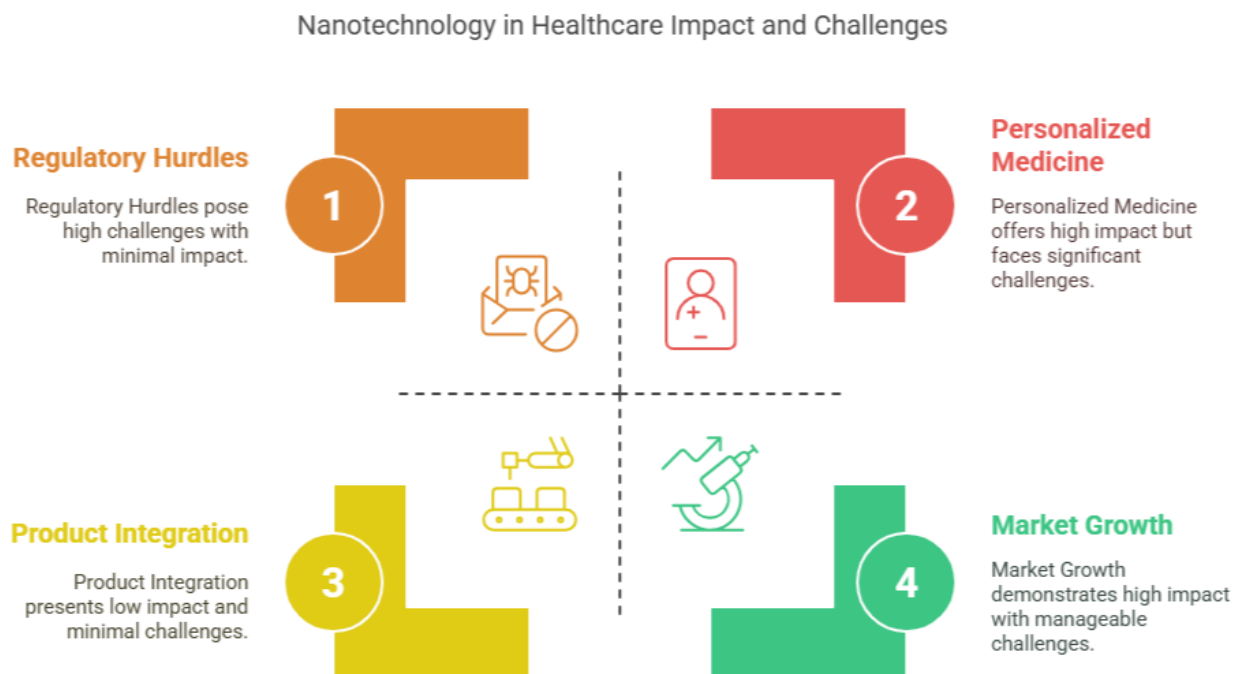 Nanotechnology in Healthcare Impact and Challenges
Regulatory Hurdles
Regulatory Hurdles pose
high challenges with
minimal impact.
1
2
Personalized
Medicine
Personalized Medicine
offers high impact but
faces significant
challenges.
Product Integration
Product Integration
presents low impact and
minimal challenges.
3
4
Market Growth
Market Growth
demonstrates high impact
with manageable
challenges.